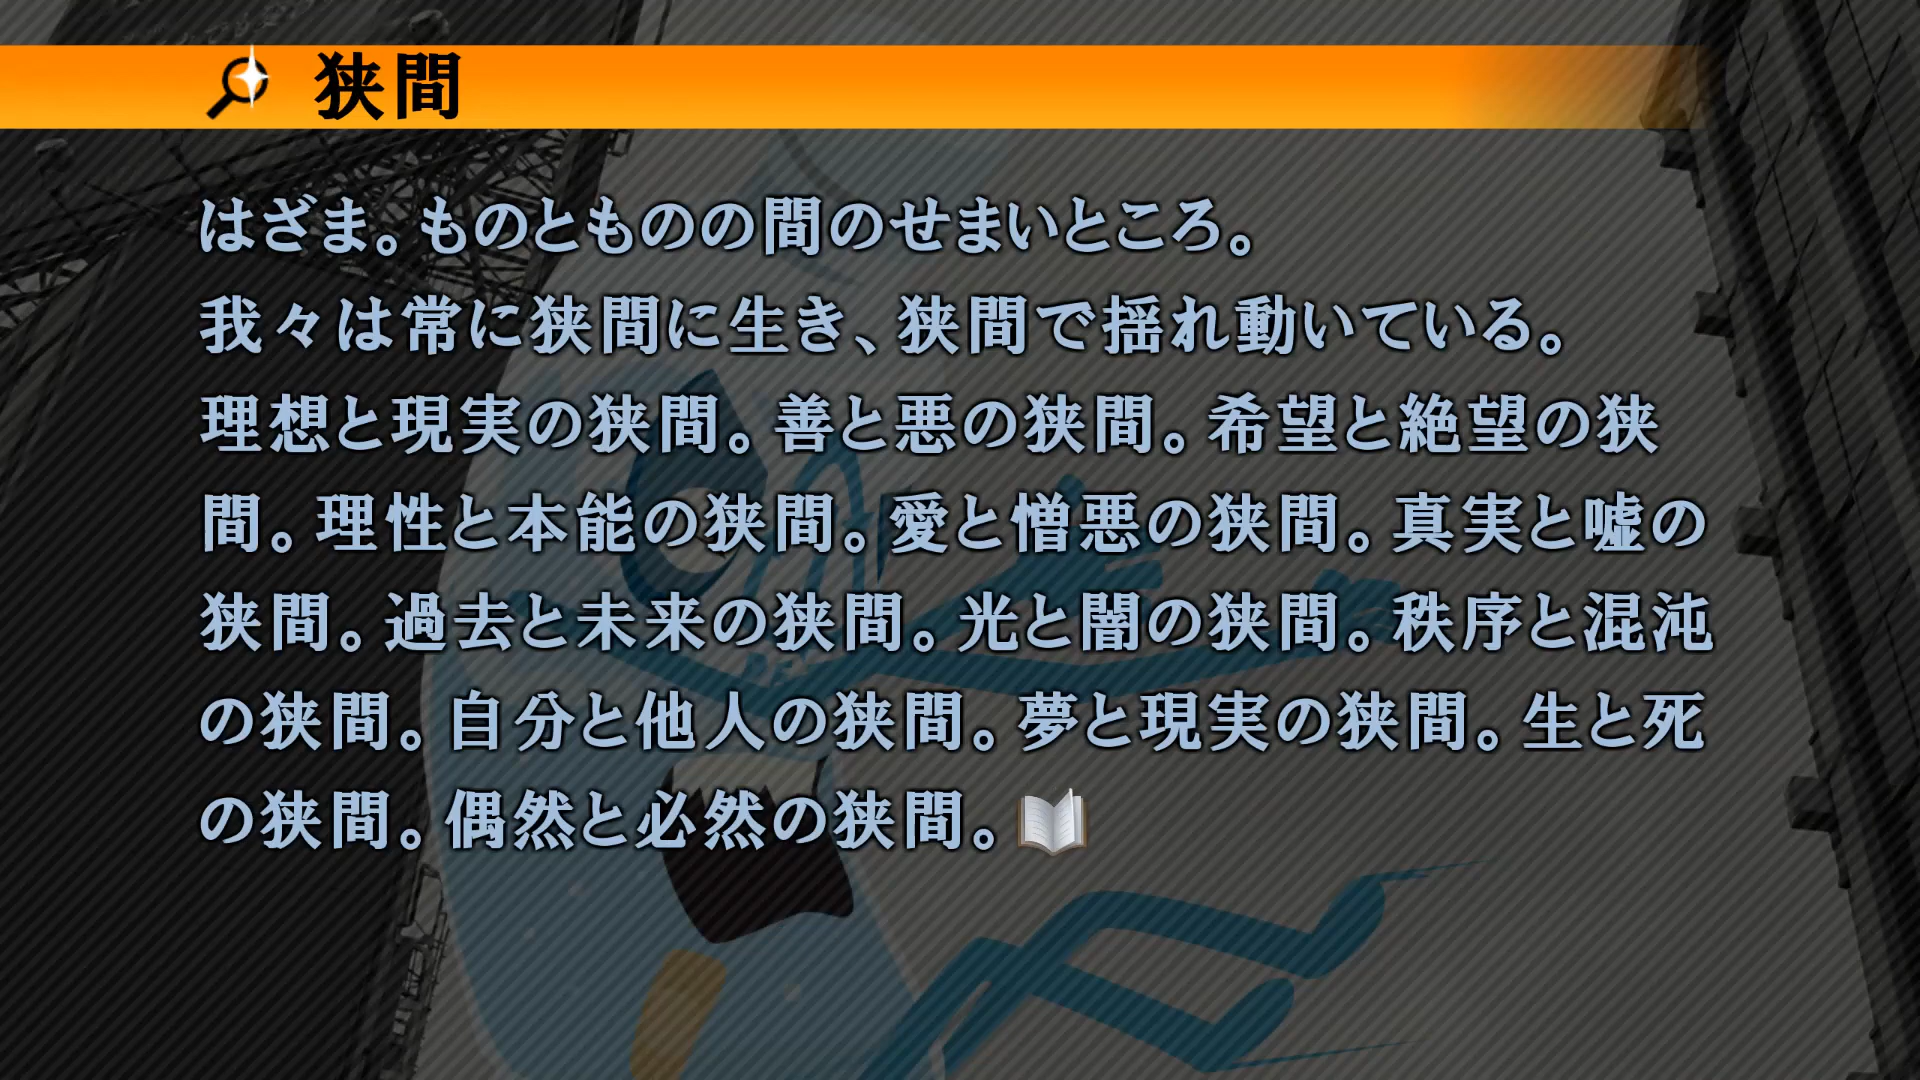 狭間
はざま。ものとものの間のせまいところ。
我々は常に狭間に生き、狭間で揺れ動いている。
理想と現実の狭間。善と悪の狭間。希望と絶望の狭
間。理性と本能の狭間。愛と憎悪の狭間。真実と嘘の
狭間。過去と未来の狭間。光と闇の狭間。秩序と混沌
の狭間。自分と他人の狭間。夢と現実の狭間。生と死
の狭間。偶然と必然の狭間。